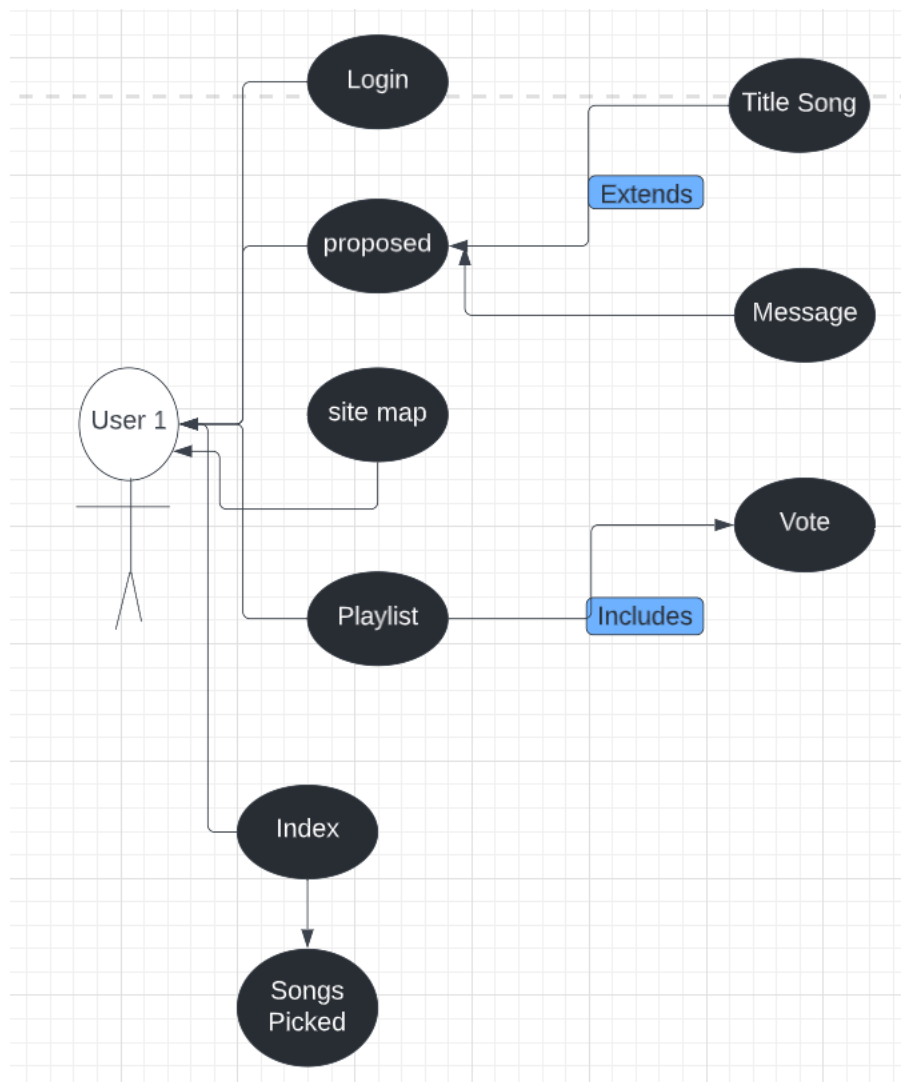 Login
Title Song
Extends
proposed
Message
site map
User 1
Vote
Playlist
Includes
Index
Songs
Picked